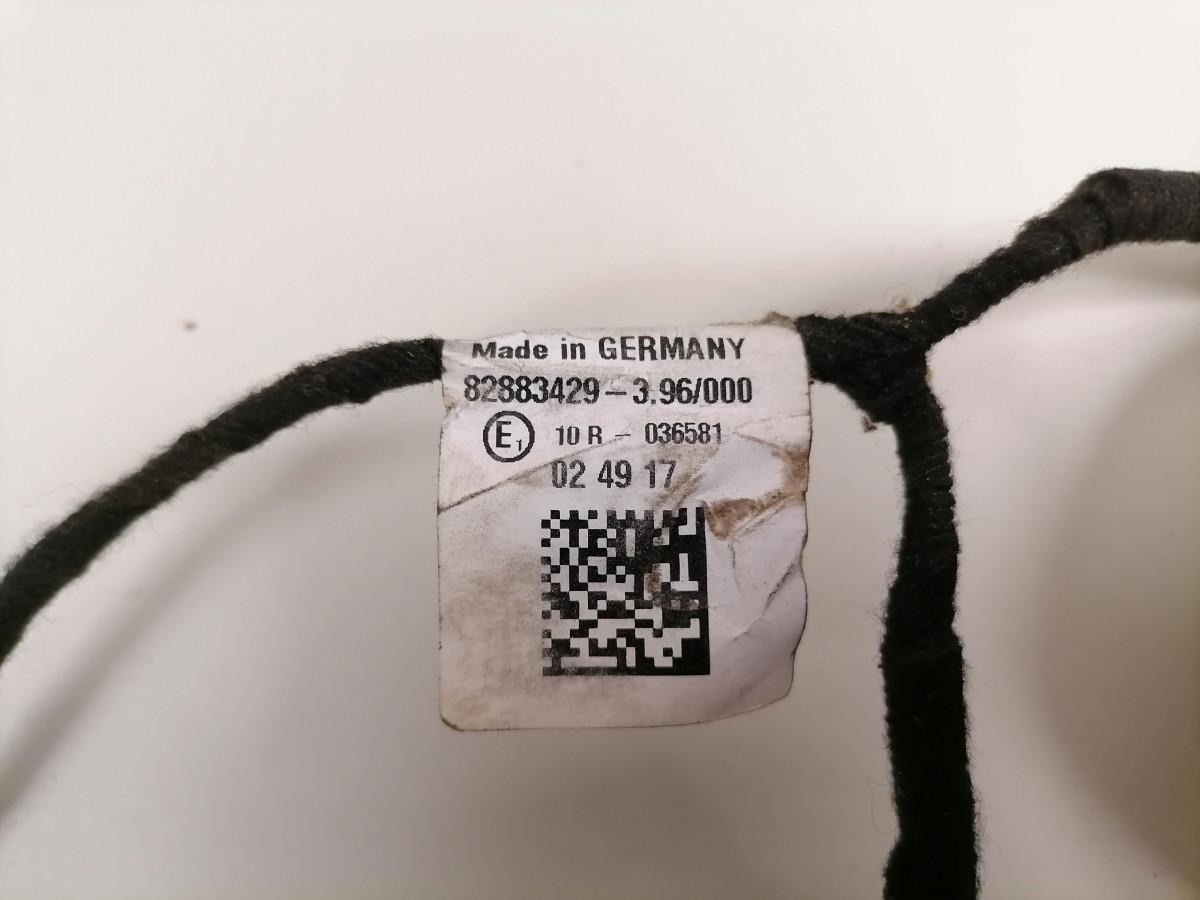 Made in GERMANY
82883429-3.96/000
E1 10 R - 036581
02 49 17